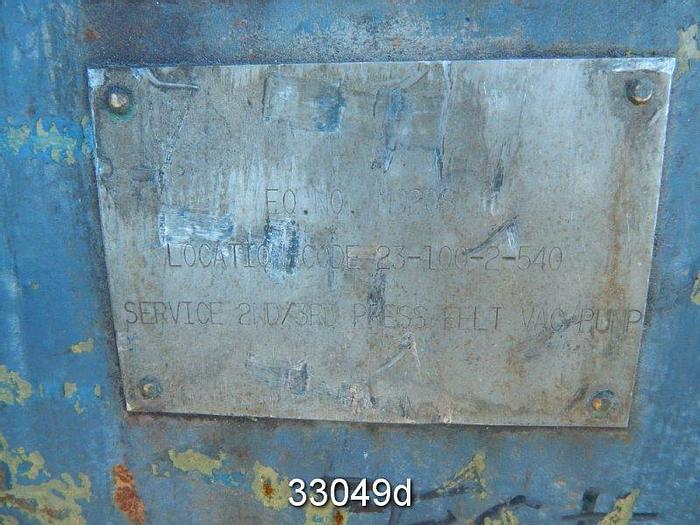 EQ.NO.
LOCATION CODE 23-100-2-540
SERVICE 2ND/3RD PRESS FELT VAC PUMP
33049d